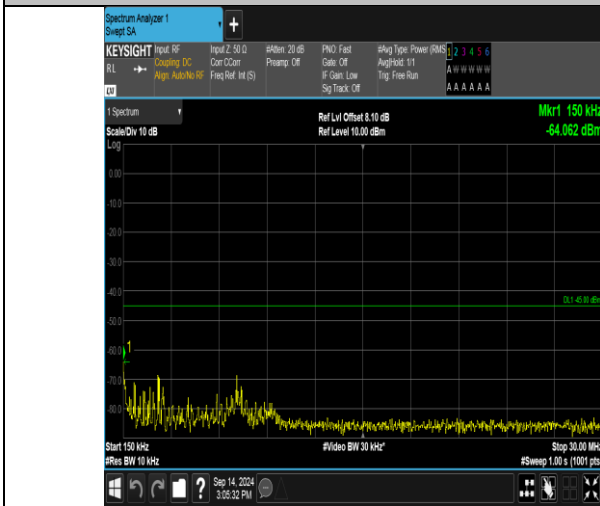 Spectrum Analyzer 1
Swept SA
+
KEYSIGHT
RL
Input: RF
Coupling: DC
Align: Auto/No RF
Input Z: 50 Ω
Corr CCorr
Freq Ref: Int (S)
#Atten: 20 dB
Preamp: Off
PNO: Fast
Gate: Off
IF Gain: Low
Sig Track: Off
#Avg Type: Power (RMS
Avg|Hold: 1/1
Trig: Free Run
1 2 3 4 5 6
A W W W W W
A A A A A A
1 Spectrum
Scale/Div 10 dB
Ref Lvl Offset 8.10 dB
Ref Level 10.00 dBm
Mkr1 150 kHz
-64.062 dBm
Log
0.00
-10.0
-20.0
-30.0
-40.0
DL1 -45.00 dBm
-50.0
-60.0
1
-70.0
-80.0
Start 150 kHz
#Res BW 10 kHz
#Video BW 30 kHz*
Stop 30.00 MHz
#Sweep 1.00 s (1001 pts
?
Sep 14, 2024
3:05:32 PM